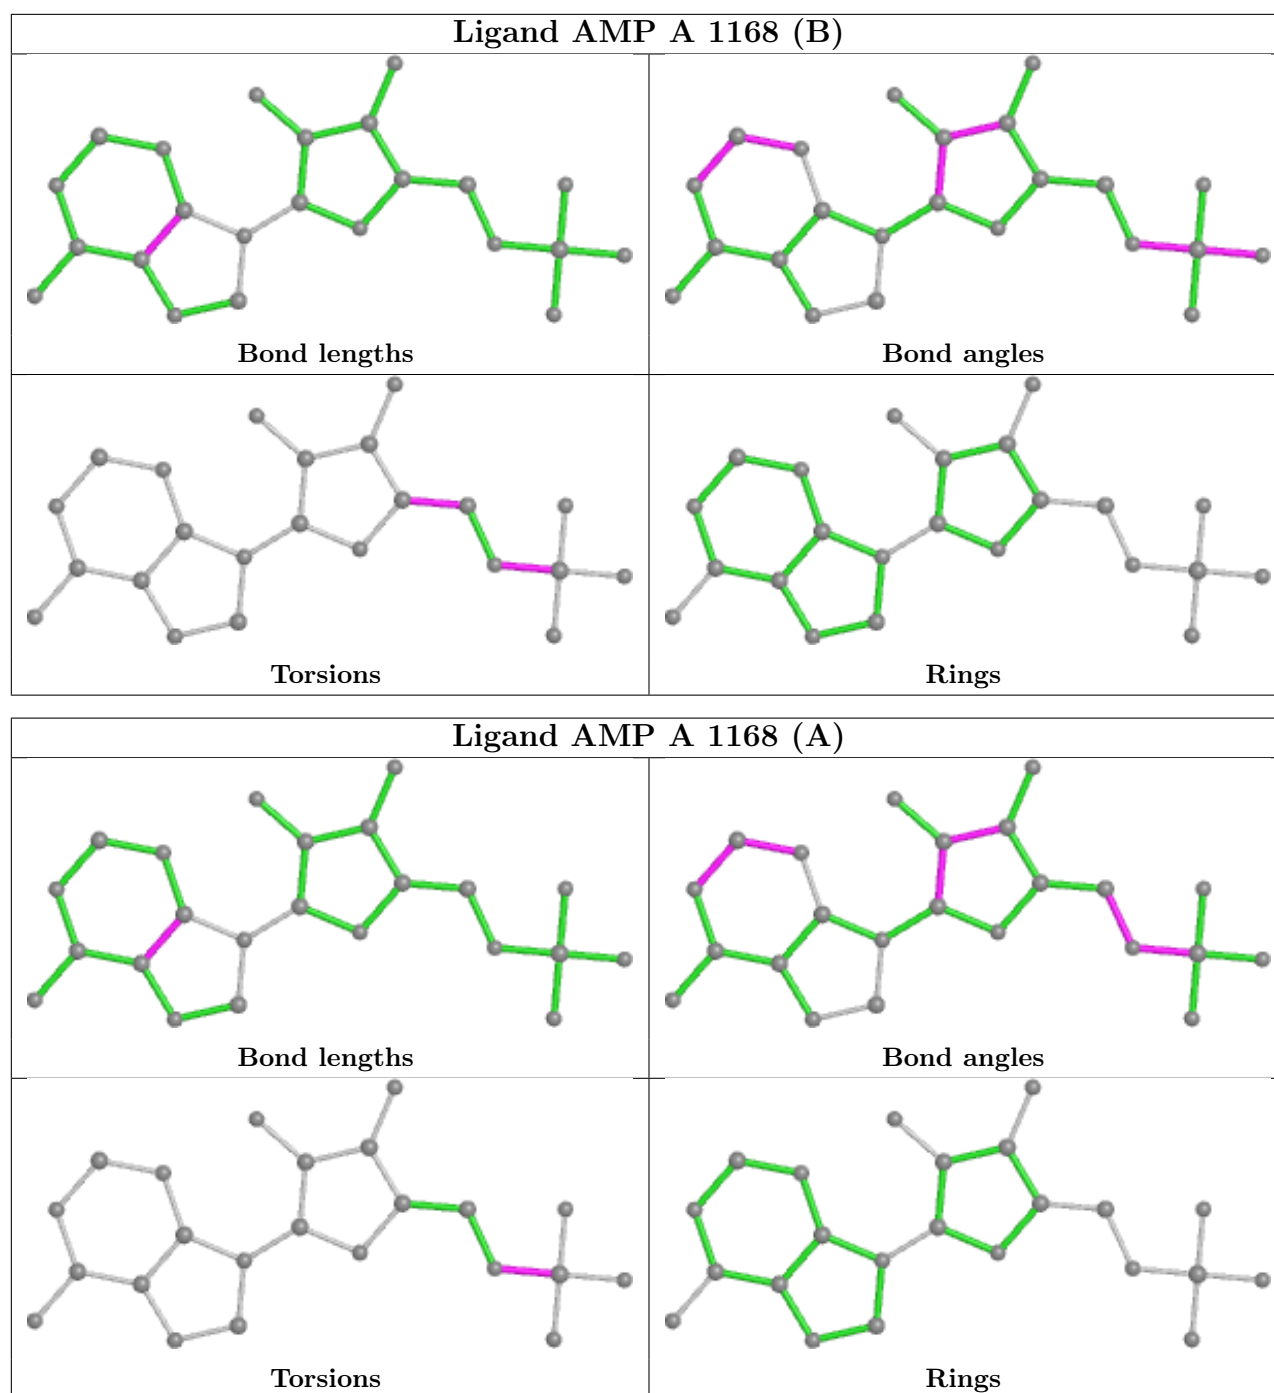 Ligand AMP A 1168 (B)
Bond lengths
Bond angles
Torsions
Rings
Ligand AMP A 1168 (A)
Bond lengths
Bond angles
Torsions
Rings